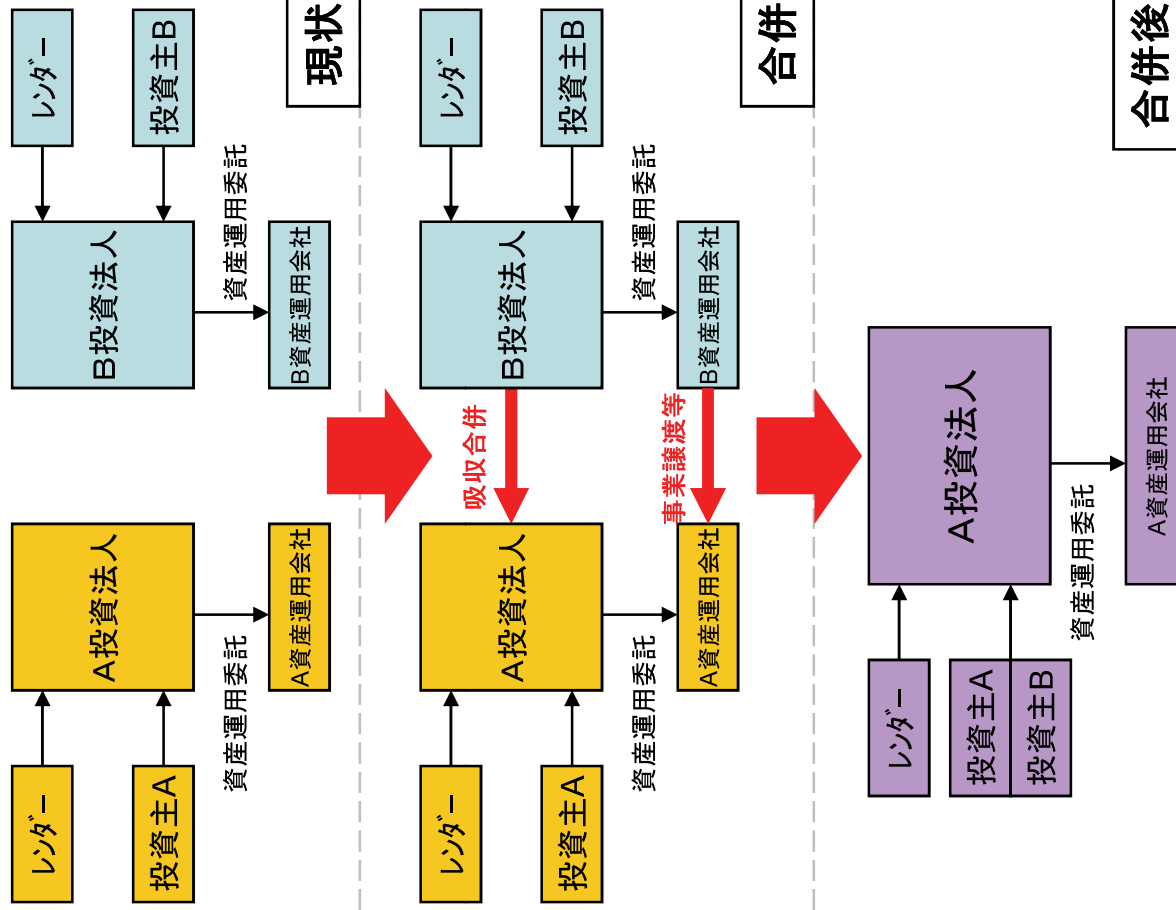 レンダー
A投資法人
B投資法人
レンダー
投資主A
投資主B
資産運用委託
資産運用委託
A資産運用会社
B資産運用会社
現状
レンダー
A投資法人
吸収合併
B投資法人
レンダー
投資主A
投資主B
資産運用委託
資産運用委託
A資産運用会社
事業譲渡等
B資産運用会社
合併
レンダー
A投資法人
投資主A
投資主B
資産運用委託
A資産運用会社
合併後